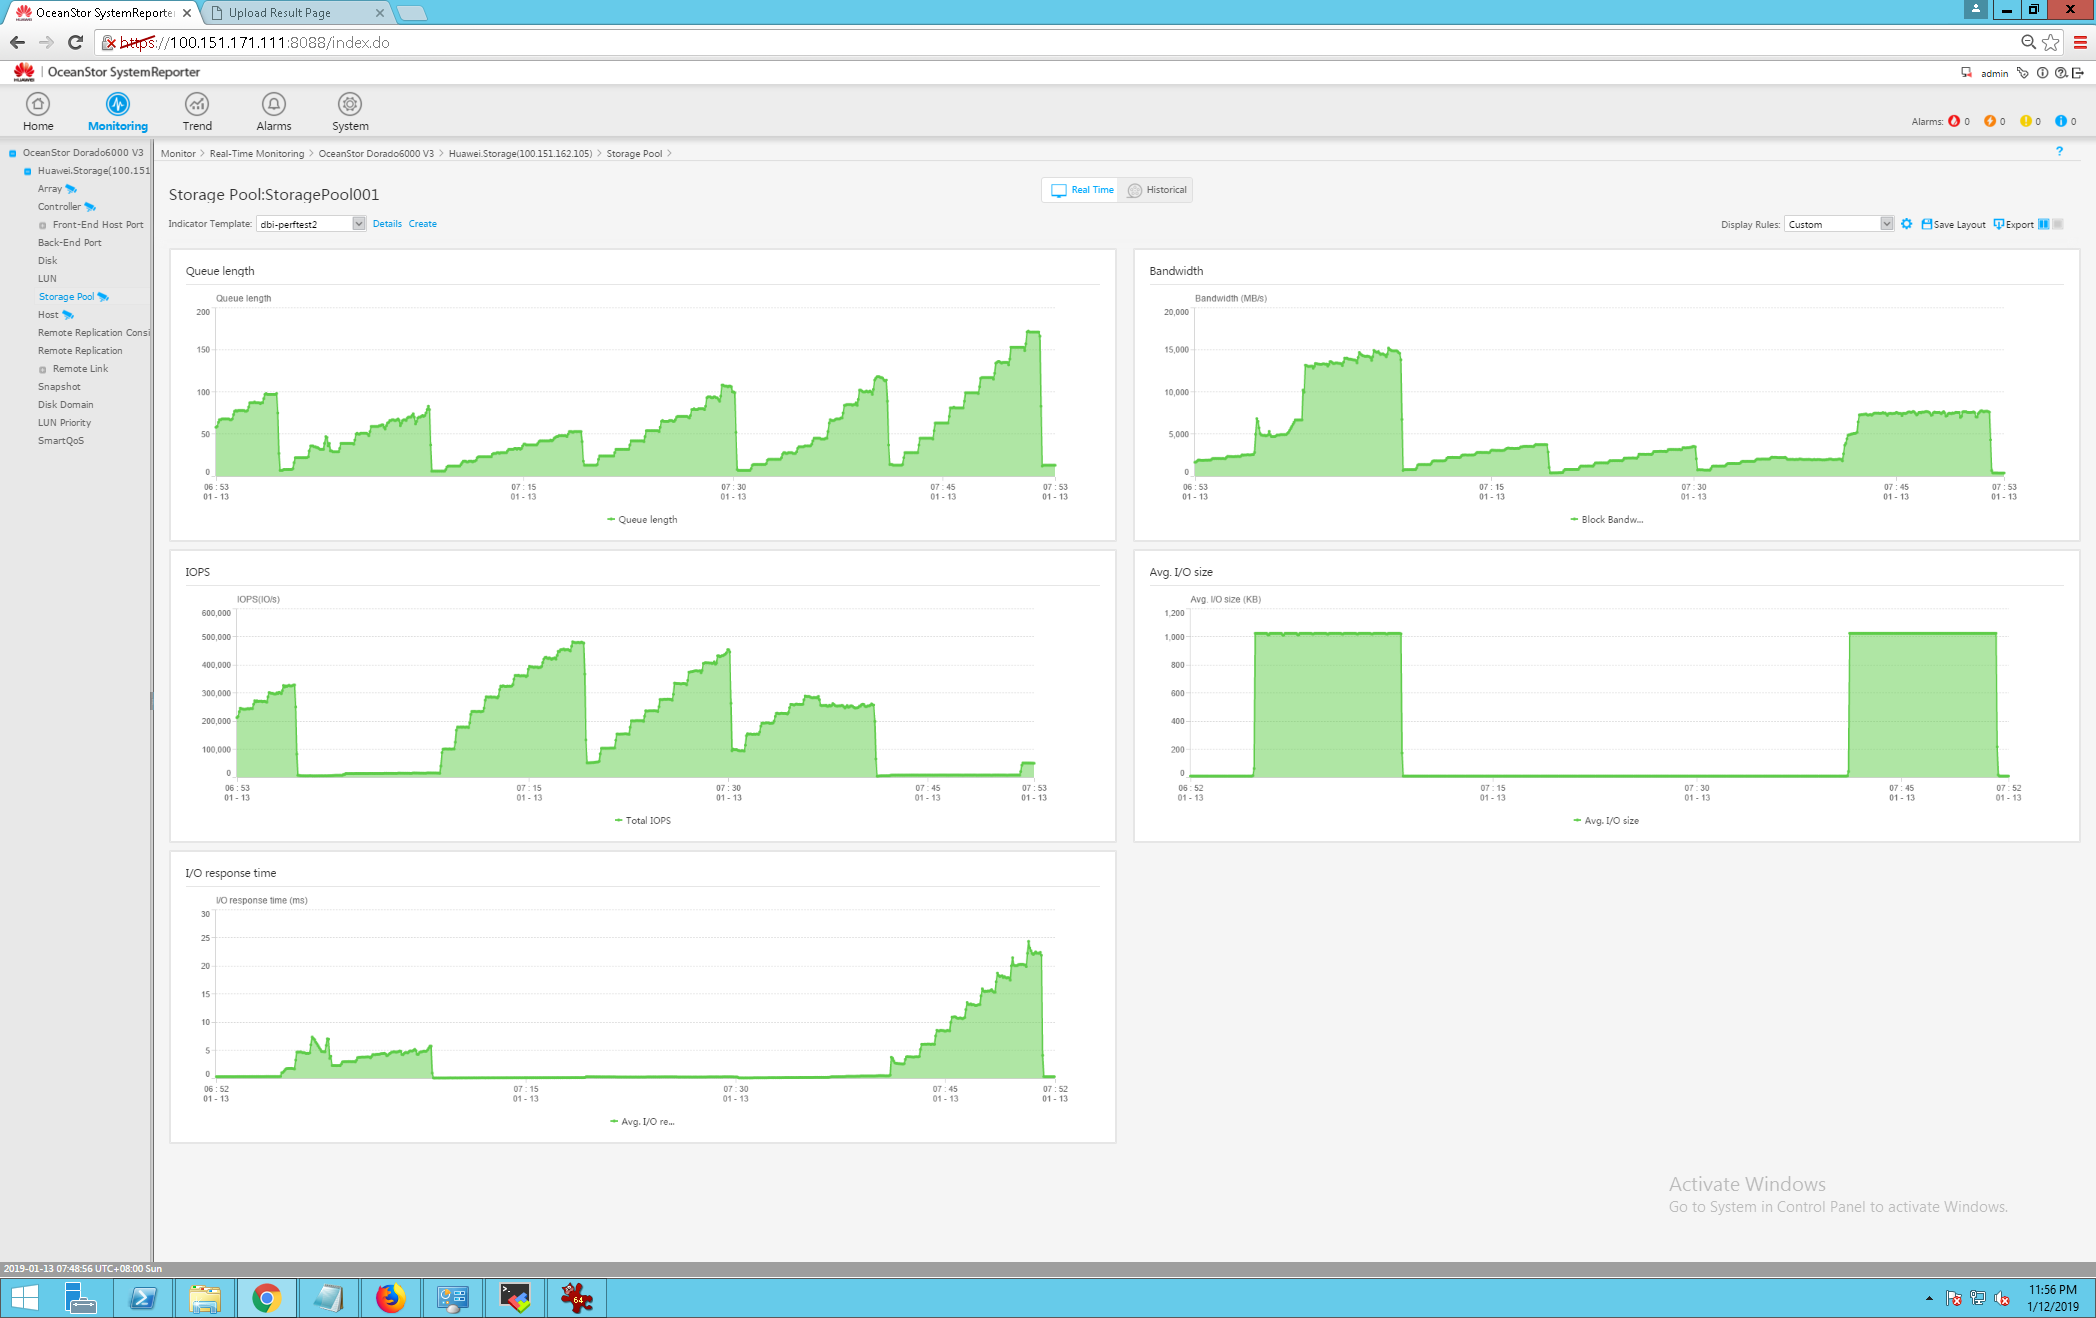 OceanStor SystemReporte
Upload Result Page
https://100.151.171.111:8088/index.do
HUAWEI
OceanStor SystemReporter
admin
Home
Monitoring
Trend
Alarms
System
Alarms: 0 0 0 0
OceanStor Dorado6000 V3
Huawei.Storage(100.151
Array
Controller
Front-End Host Port
Back-End Port
Disk
LUN
Storage Pool
Host
Remote Replication Consi
Remote Replication
Remote Link
Snapshot
Disk Domain
LUN Priority
SmartQoS
Monitor > Real-Time Monitoring > OceanStor Dorado6000 V3 > Huawei.Storage(100.151.162.105) > Storage Pool >
?
Storage Pool:StoragePool001
Real Time
Historical
Indicator Template: dbi-perftest2 Details Create
Display Rules: Custom Save Layout Export
Queue length
Queue length
200
150
100
50
0
06 : 53 07 : 15 07 : 30 07 : 45 07 : 53
01 - 13 01 - 13 01 - 13 01 - 13 01 - 13
Queue length
Bandwidth
Bandwidth (MB/s)
20,000
15,000
10,000
5,000
0
06 : 53 07 : 15 07 : 30 07 : 45 07 : 53
01 - 13 01 - 13 01 - 13 01 - 13 01 - 13
Block Bandw...
IOPS
IOPS(IO/s)
600,000
500,000
400,000
300,000
200,000
100,000
0
06 : 53 07 : 15 07 : 30 07 : 45 07 : 53
01 - 13 01 - 13 01 - 13 01 - 13 01 - 13
Total IOPS
Avg. I/O size
Avg. I/O size (KB)
1,200
1,000
800
600
400
200
0
06 : 52 07 : 15 07 : 30 07 : 45 07 : 52
01 - 13 01 - 13 01 - 13 01 - 13 01 - 13
Avg. I/O size
I/O response time
I/O response time (ms)
30
25
20
15
10
5
0
06 : 52 07 : 15 07 : 30 07 : 45 07 : 52
01 - 13 01 - 13 01 - 13 01 - 13 01 - 13
Avg. I/O re...
Activate Windows
Go to System in Control Panel to activate Windows.
2019-01-13 07:48:56 UTC+08:00 Sun
64
11:56 PM
1/12/2019